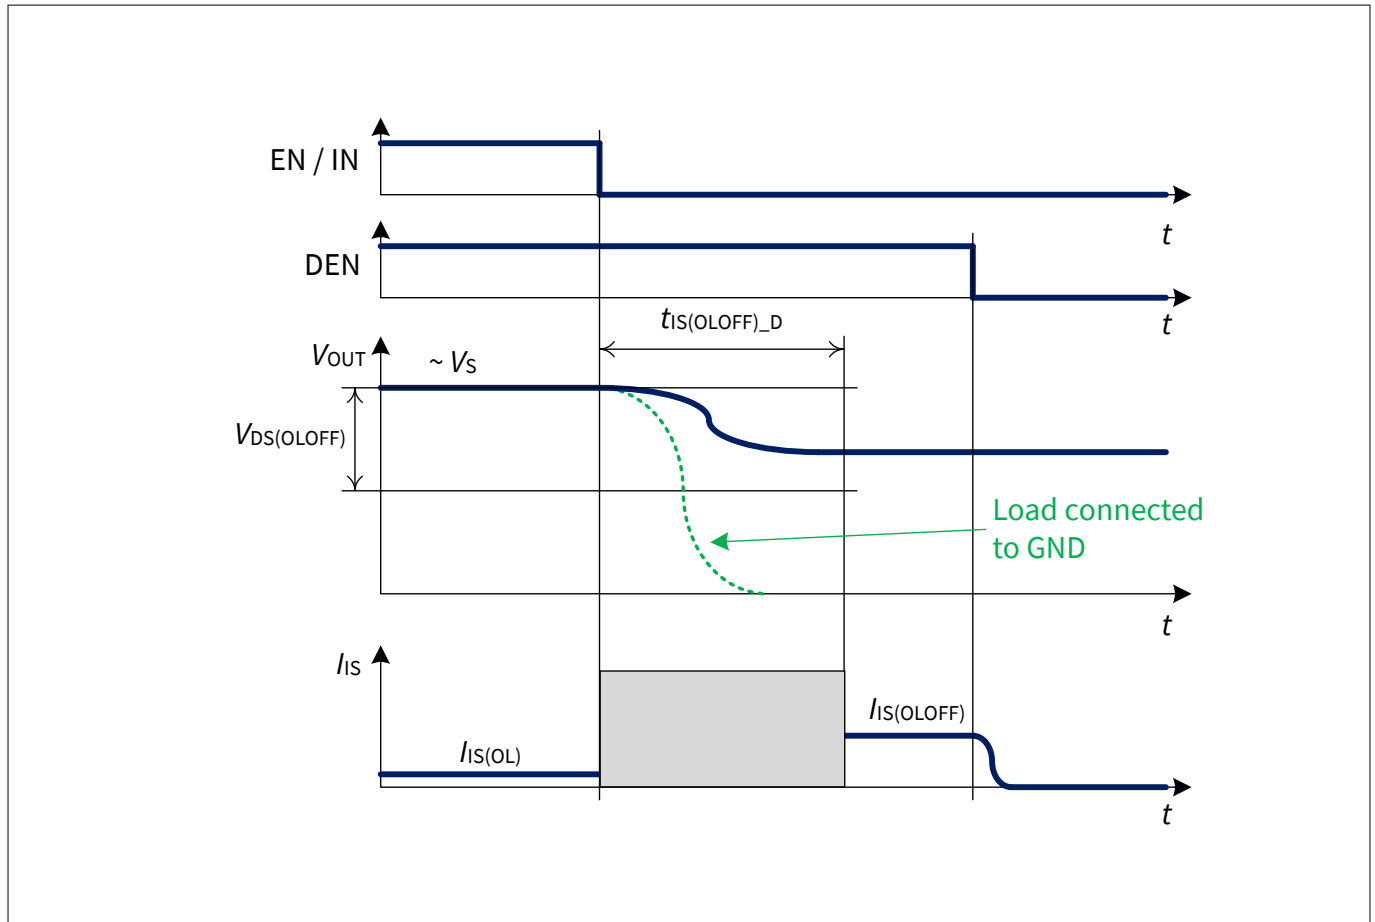 EN / IN
t
DEN
t
tIS(OLOFF)_D
VOUT
~ VS
VDS(OLOFF)
Load connected
to GND
t
IIS
IIS(OLOFF)
IIS(OL)
t